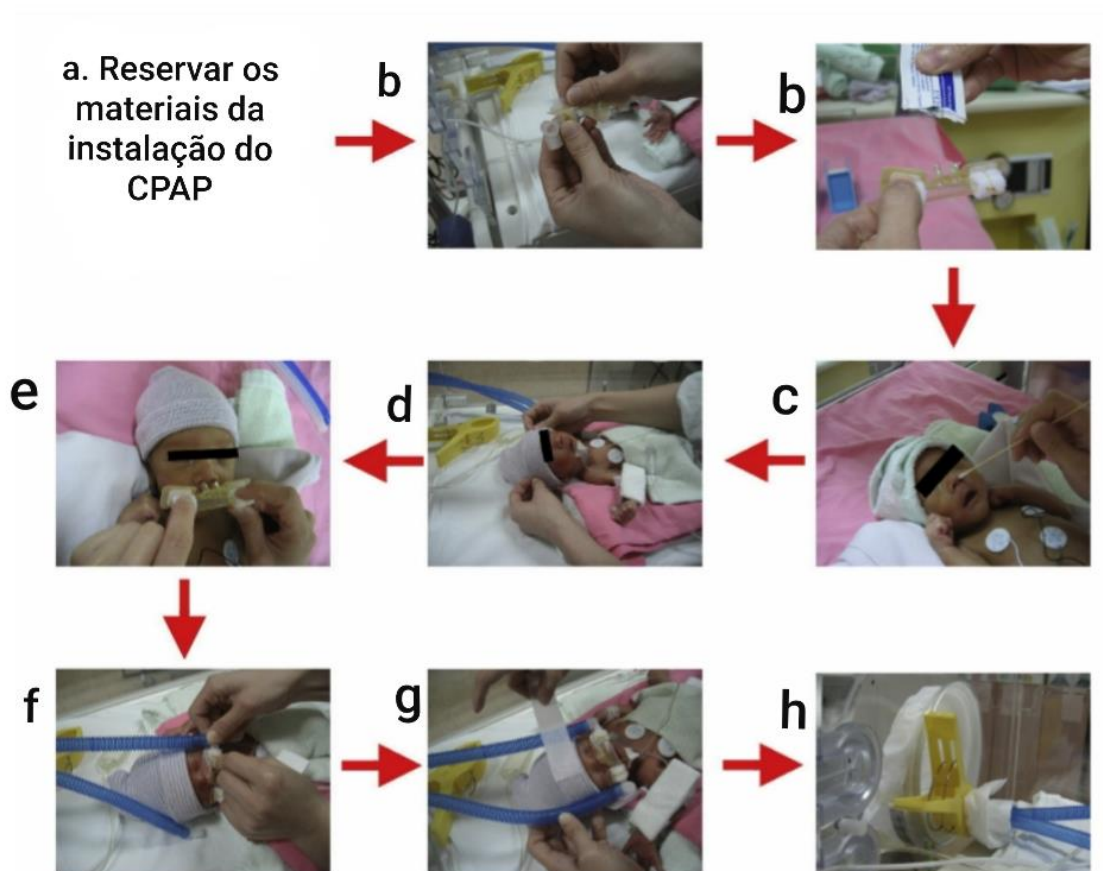 a. Reservar os
materiais da
instalação do
CPAP
b
b
c
d
e
f
g
h